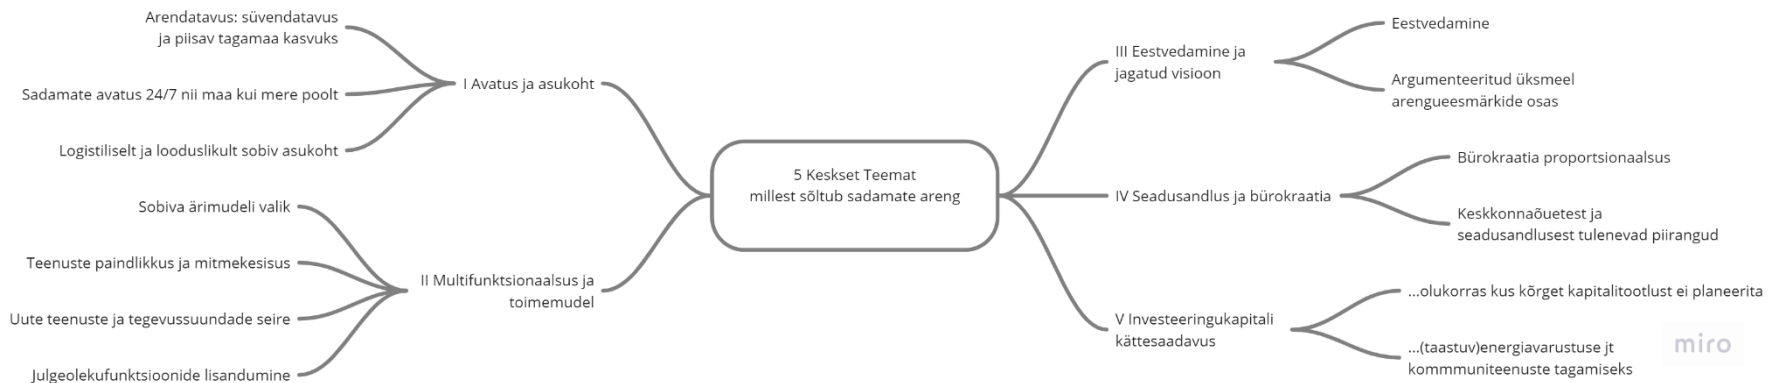 5 Keskset Teemat
millest sõltub sadamate areng
I Avatus ja asukoht
Arendatavus: süvendatavus
ja piisav tagamaa kasvuks
Sadamate avatus 24/7 nii maa kui mere poolt
Logistiliselt ja looduslikult sobiv asukoht
II Multifunktsionaalsus ja
toimemudel
Sobiva ärimudeli valik
Teenuste paindlikkus ja mitmekesisus
Uute teenuste ja tegevussuundade seire
Julgeolekufunktsioonide lisandumine
III Eestvedamine ja
jagatud visioon
Eestvedamine
Argumenteeritud üksmeel
arengueesmärkide osas
IV Seadusandlus ja bürokraatia
Bürokraatia proportsionaalsus
Keskkonnaõuetest ja
seadusandlusest tulenevad piirangud
V Investeeringukapitali
kättesaadavus
...olukorras kus kõrget kapitalitootlust ei planeerita
...(taastuv)energiavarustuse jt
kommmuniteenuste tagamiseks
miro